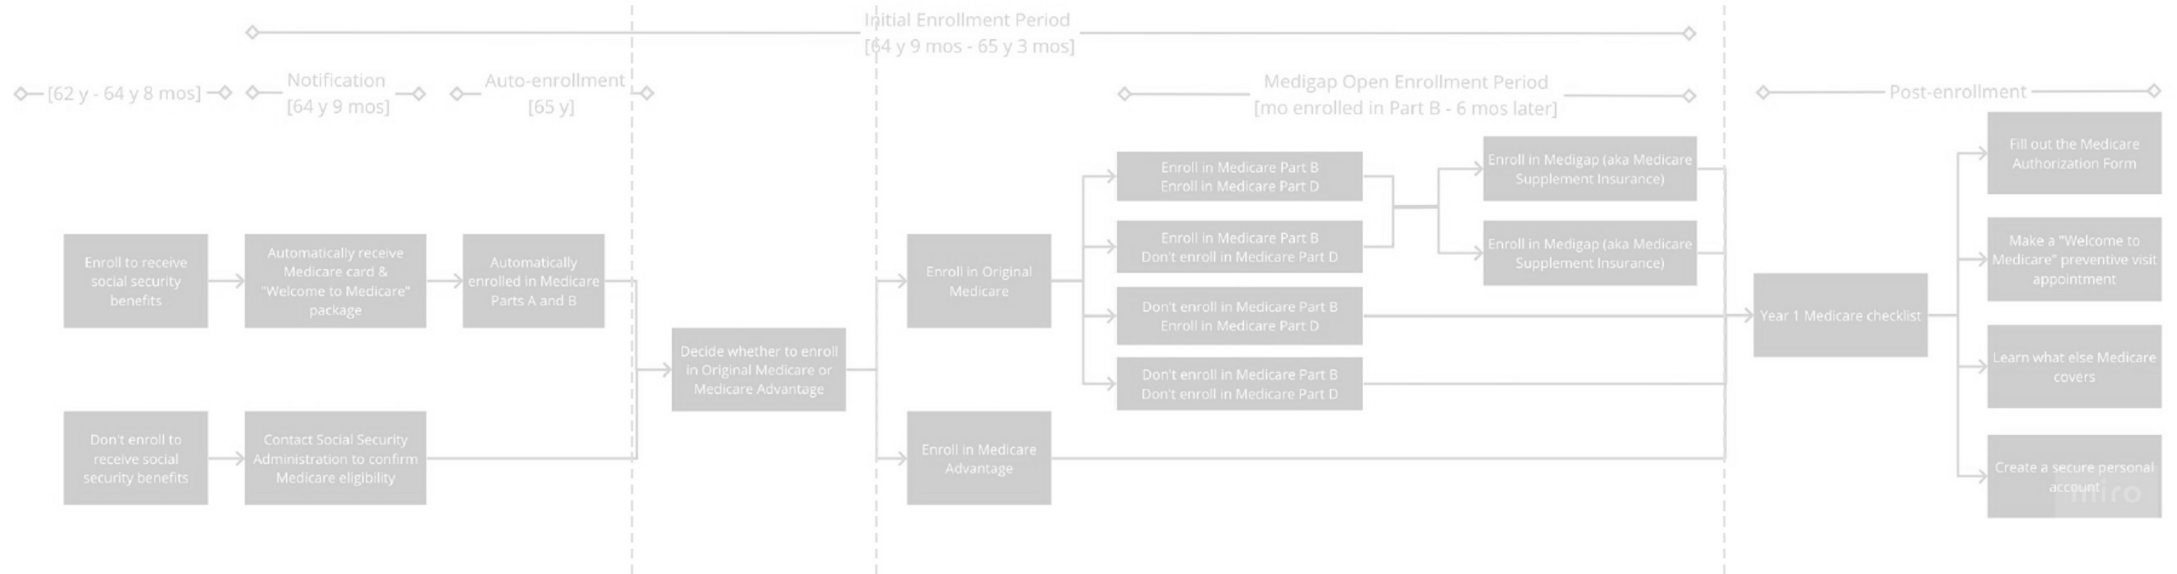 Initial Enrollment Period
[64 y 9 mos - 65 y 3 mos]
[62 y - 64 y 8 mos]
Notification
[64 y 9 mos]
Auto-enrollment
[65 y]
Medigap Open Enrollment Period
[mo enrolled in Part B - 6 mos later]
Post-enrollment
Enroll to receive
social security
benefits
Automatically receive
Medicare card &
"Welcome to Medicare"
package
Automatically
enrolled in Medicare
Parts A and B
Don't enroll to
receive social
security benefits
Contact Social Security
Administration to confirm
Medicare eligibility
Decide whether to enroll
in Original Medicare or
Medicare Advantage
Enroll in Original
Medicare
Enroll in Medicare
Advantage
Enroll in Medicare Part B
Enroll in Medicare Part D
Enroll in Medicare Part B
Don't enroll in Medicare Part D
Don't enroll in Medicare Part B
Enroll in Medicare Part D
Don't enroll in Medicare Part B
Don't enroll in Medicare Part D
Enroll in Medigap (aka Medicare
Supplement Insurance)
Enroll in Medigap (aka Medicare
Supplement Insurance)
Year 1 Medicare checklist
Fill out the Medicare
Authorization Form
Make a "Welcome to
Medicare" preventive visit
appointment
Learn what else Medicare
covers
Create a secure personal
account
miro